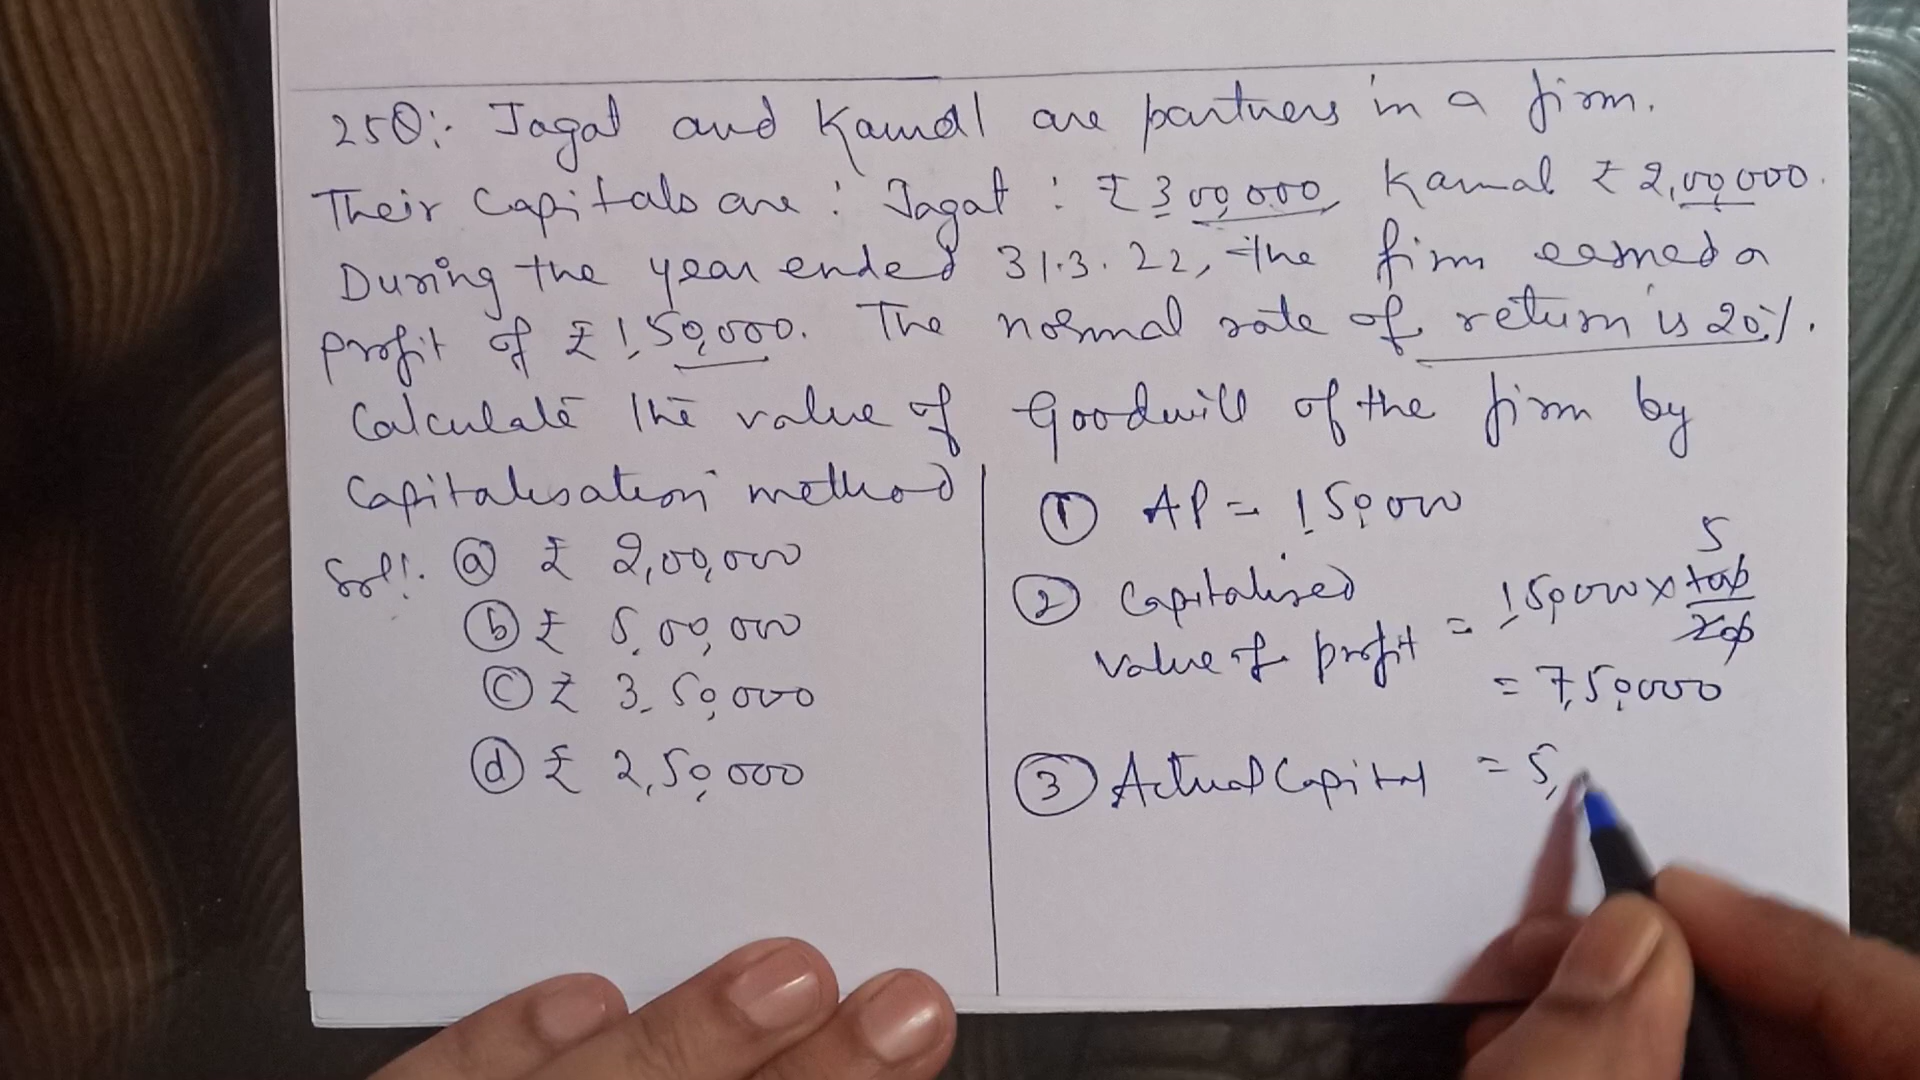 25Q:- Jagat and Kamal are partners in a firm.
Their Capitals are : Jagat : ₹ 3,00,000, Kamal ₹ 2,00,000.
During the year ended 31.3.22, the firm earned a
profit of ₹ 1,50,000. The normal rate of return is 20%.
Calculate the value of Goodwill of the firm by
Capitalisation method
Sol:-
(a) ₹ 2,00,000
(b) ₹ 5,00,000
(c) ₹ 3,50,000
(d) ₹ 2,50,000
(1) AP = 1,50,000
(2) Capitalised value of profit = 1,50,000 × 100/20
5
= 7,50,000
(3) Actual Capital = 5,